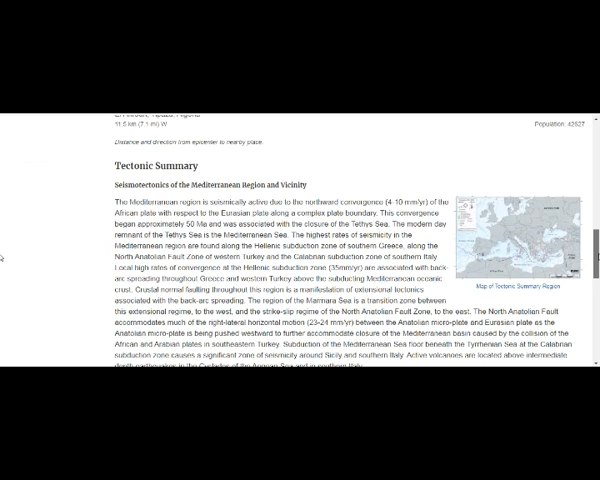 11.5 km (7.1 mi) W
Population: 42527
Distance and direction from epicenter to nearby place.
Tectonic Summary
Seismotectonics of the Mediterranean Region and Vicinity
The Mediterranean region is seismically active due to the northward convergence (4-10 mm/yr) of the
African plate with respect to the Eurasian plate along a complex plate boundary. This convergence
began approximately 50 Ma and was associated with the closure of the Tethys Sea. The modern day
remnant of the Tethys Sea is the Mediterranean Sea. The highest rates of seismicity in the
Mediterranean region are found along the Hellenic subduction zone of southern Greece, along the
North Anatolian Fault Zone of western Turkey and the Calabrian subduction zone of southern Italy.
Local high rates of convergence at the Hellenic subduction zone (35mm/yr) are associated with back-
arc spreading throughout Greece and western Turkey above the subducting Mediterranean oceanic
crust. Crustal normal faulting throughout this region is a manifestation of extensional tectonics
associated with the back-arc spreading. The region of the Marmara Sea is a transition zone between
this extensional regime, to the west, and the strike-slip regime of the North Anatolian Fault Zone, to the east. The North Anatolian Fault
accommodates much of the right-lateral horizontal motion (23-24 mm/yr) between the Anatolian micro-plate and Eurasian plate as the
Anatolian micro-plate is being pushed westward to further accommodate closure of the Mediterranean basin caused by the collision of the
African and Arabian plates in southeastern Turkey. Subduction of the Mediterranean Sea floor beneath the Tyrrhenian Sea at the Calabrian
subduction zone causes a significant zone of seismicity around Sicily and southern Italy. Active volcanoes are located above intermediate
depth earthquakes in the Cyclades of the Aegean Sea and in southern Italy.
Map of Tectonic Summary Region